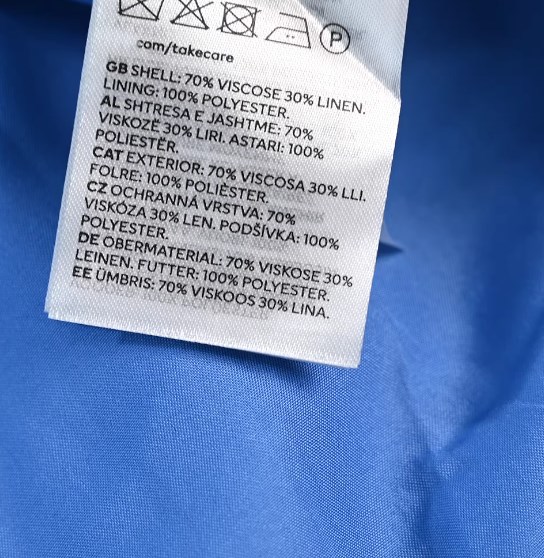 P
com/takecare
GB SHELL: 70% VISCOSE 30% LINEN.
LINING: 100% POLYESTER.
AL SHTRESA E JASHTME: 70%
VISKOZË 30% LIRI. ASTARI: 100%
POLIESTËR.
CAT EXTERIOR: 70% VISCOSA 30% LLI.
FOLRE: 100% POLIÈSTER.
CZ OCHRANNÁ VRSTVA: 70%
VISKÓZA 30% LEN. PODŠÍVKA: 100%
POLYESTER.
DE OBERMATERIAL: 70% VISKOSE 30%
LEINEN. FUTTER: 100% POLYESTER.
EE ÜMBRIS: 70% VISKOOS 30% LINA.